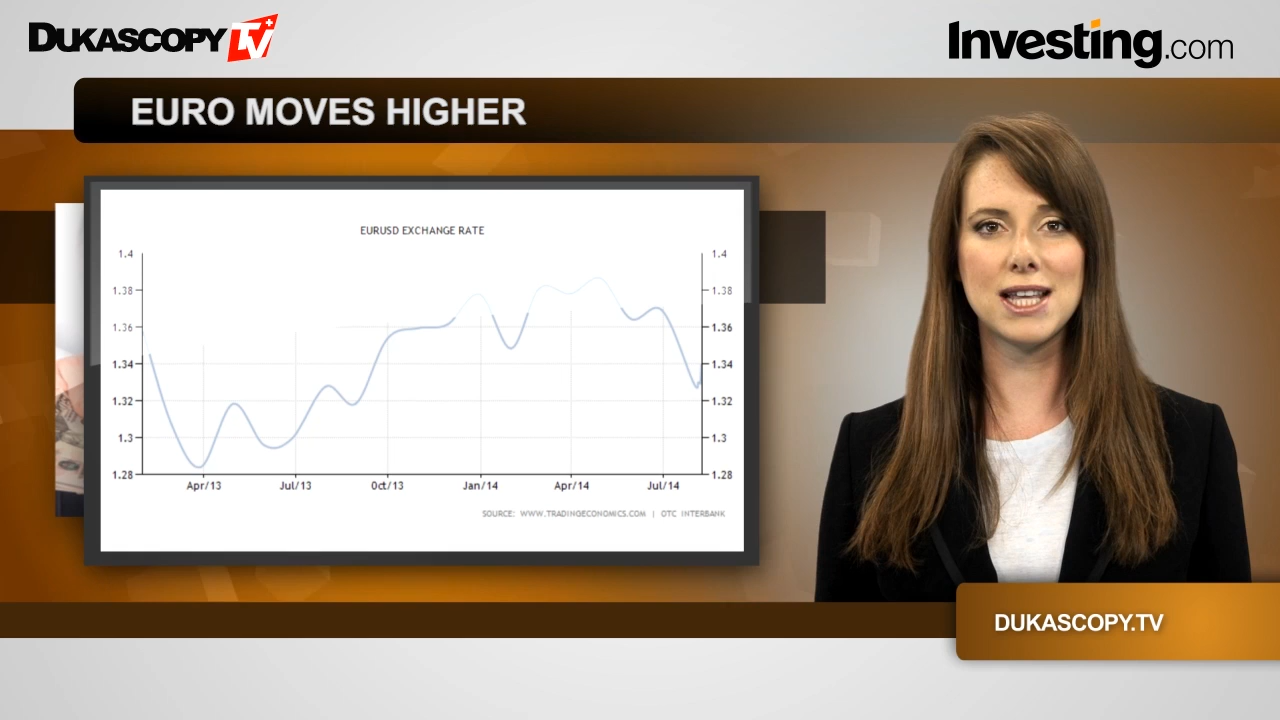 DUKASCOPY TV
Investing.com
EURO MOVES HIGHER
EURUSD EXCHANGE RATE
1.4 1.4
1.38 1.38
1.36 1.36
1.34 1.34
1.32 1.32
1.3 1.3
1.28 1.28
Apr/13 Jul/13 Oct/13 Jan/14 Apr/14 Jul/14
SOURCE: WWW.TRADINGECONOMICS.COM | OTC INTERBANK
DUKASCOPY.TV